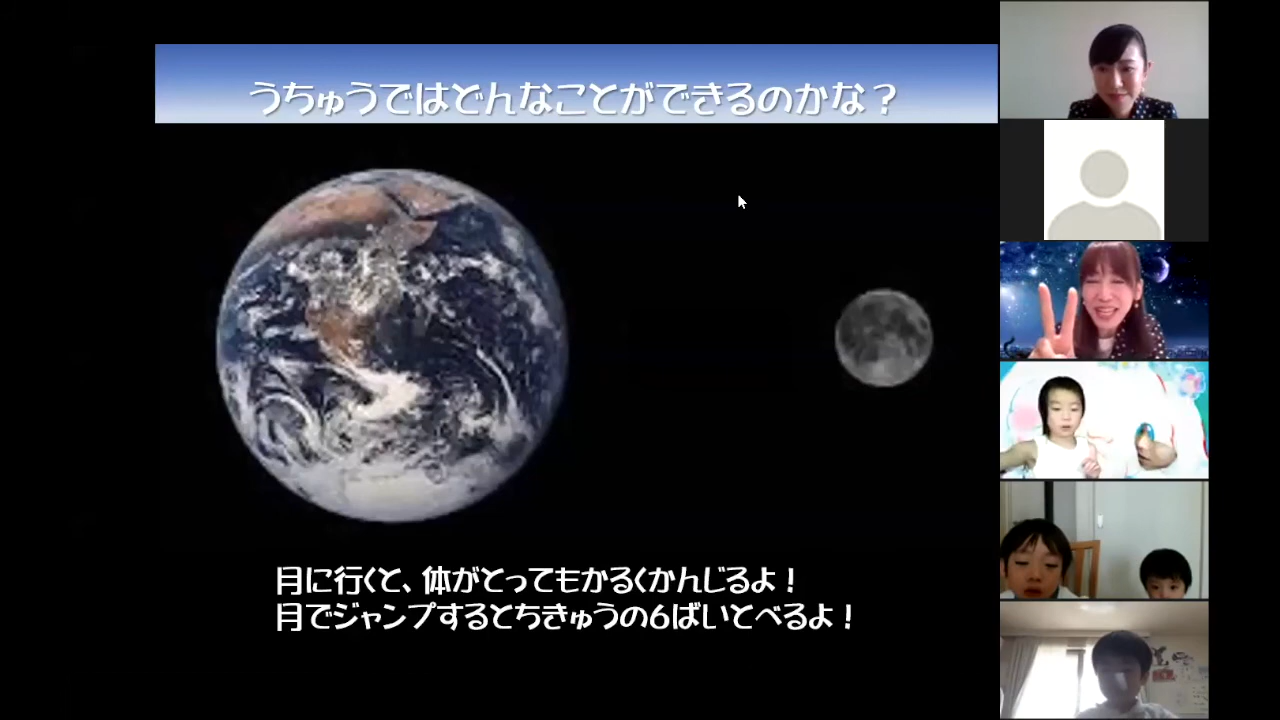 うちゅうではどんなことができるのかな？
月に行くと、体がとってもかるくかんじるよ！
月でジャンプするとちきゅうの6ばいとべるよ！